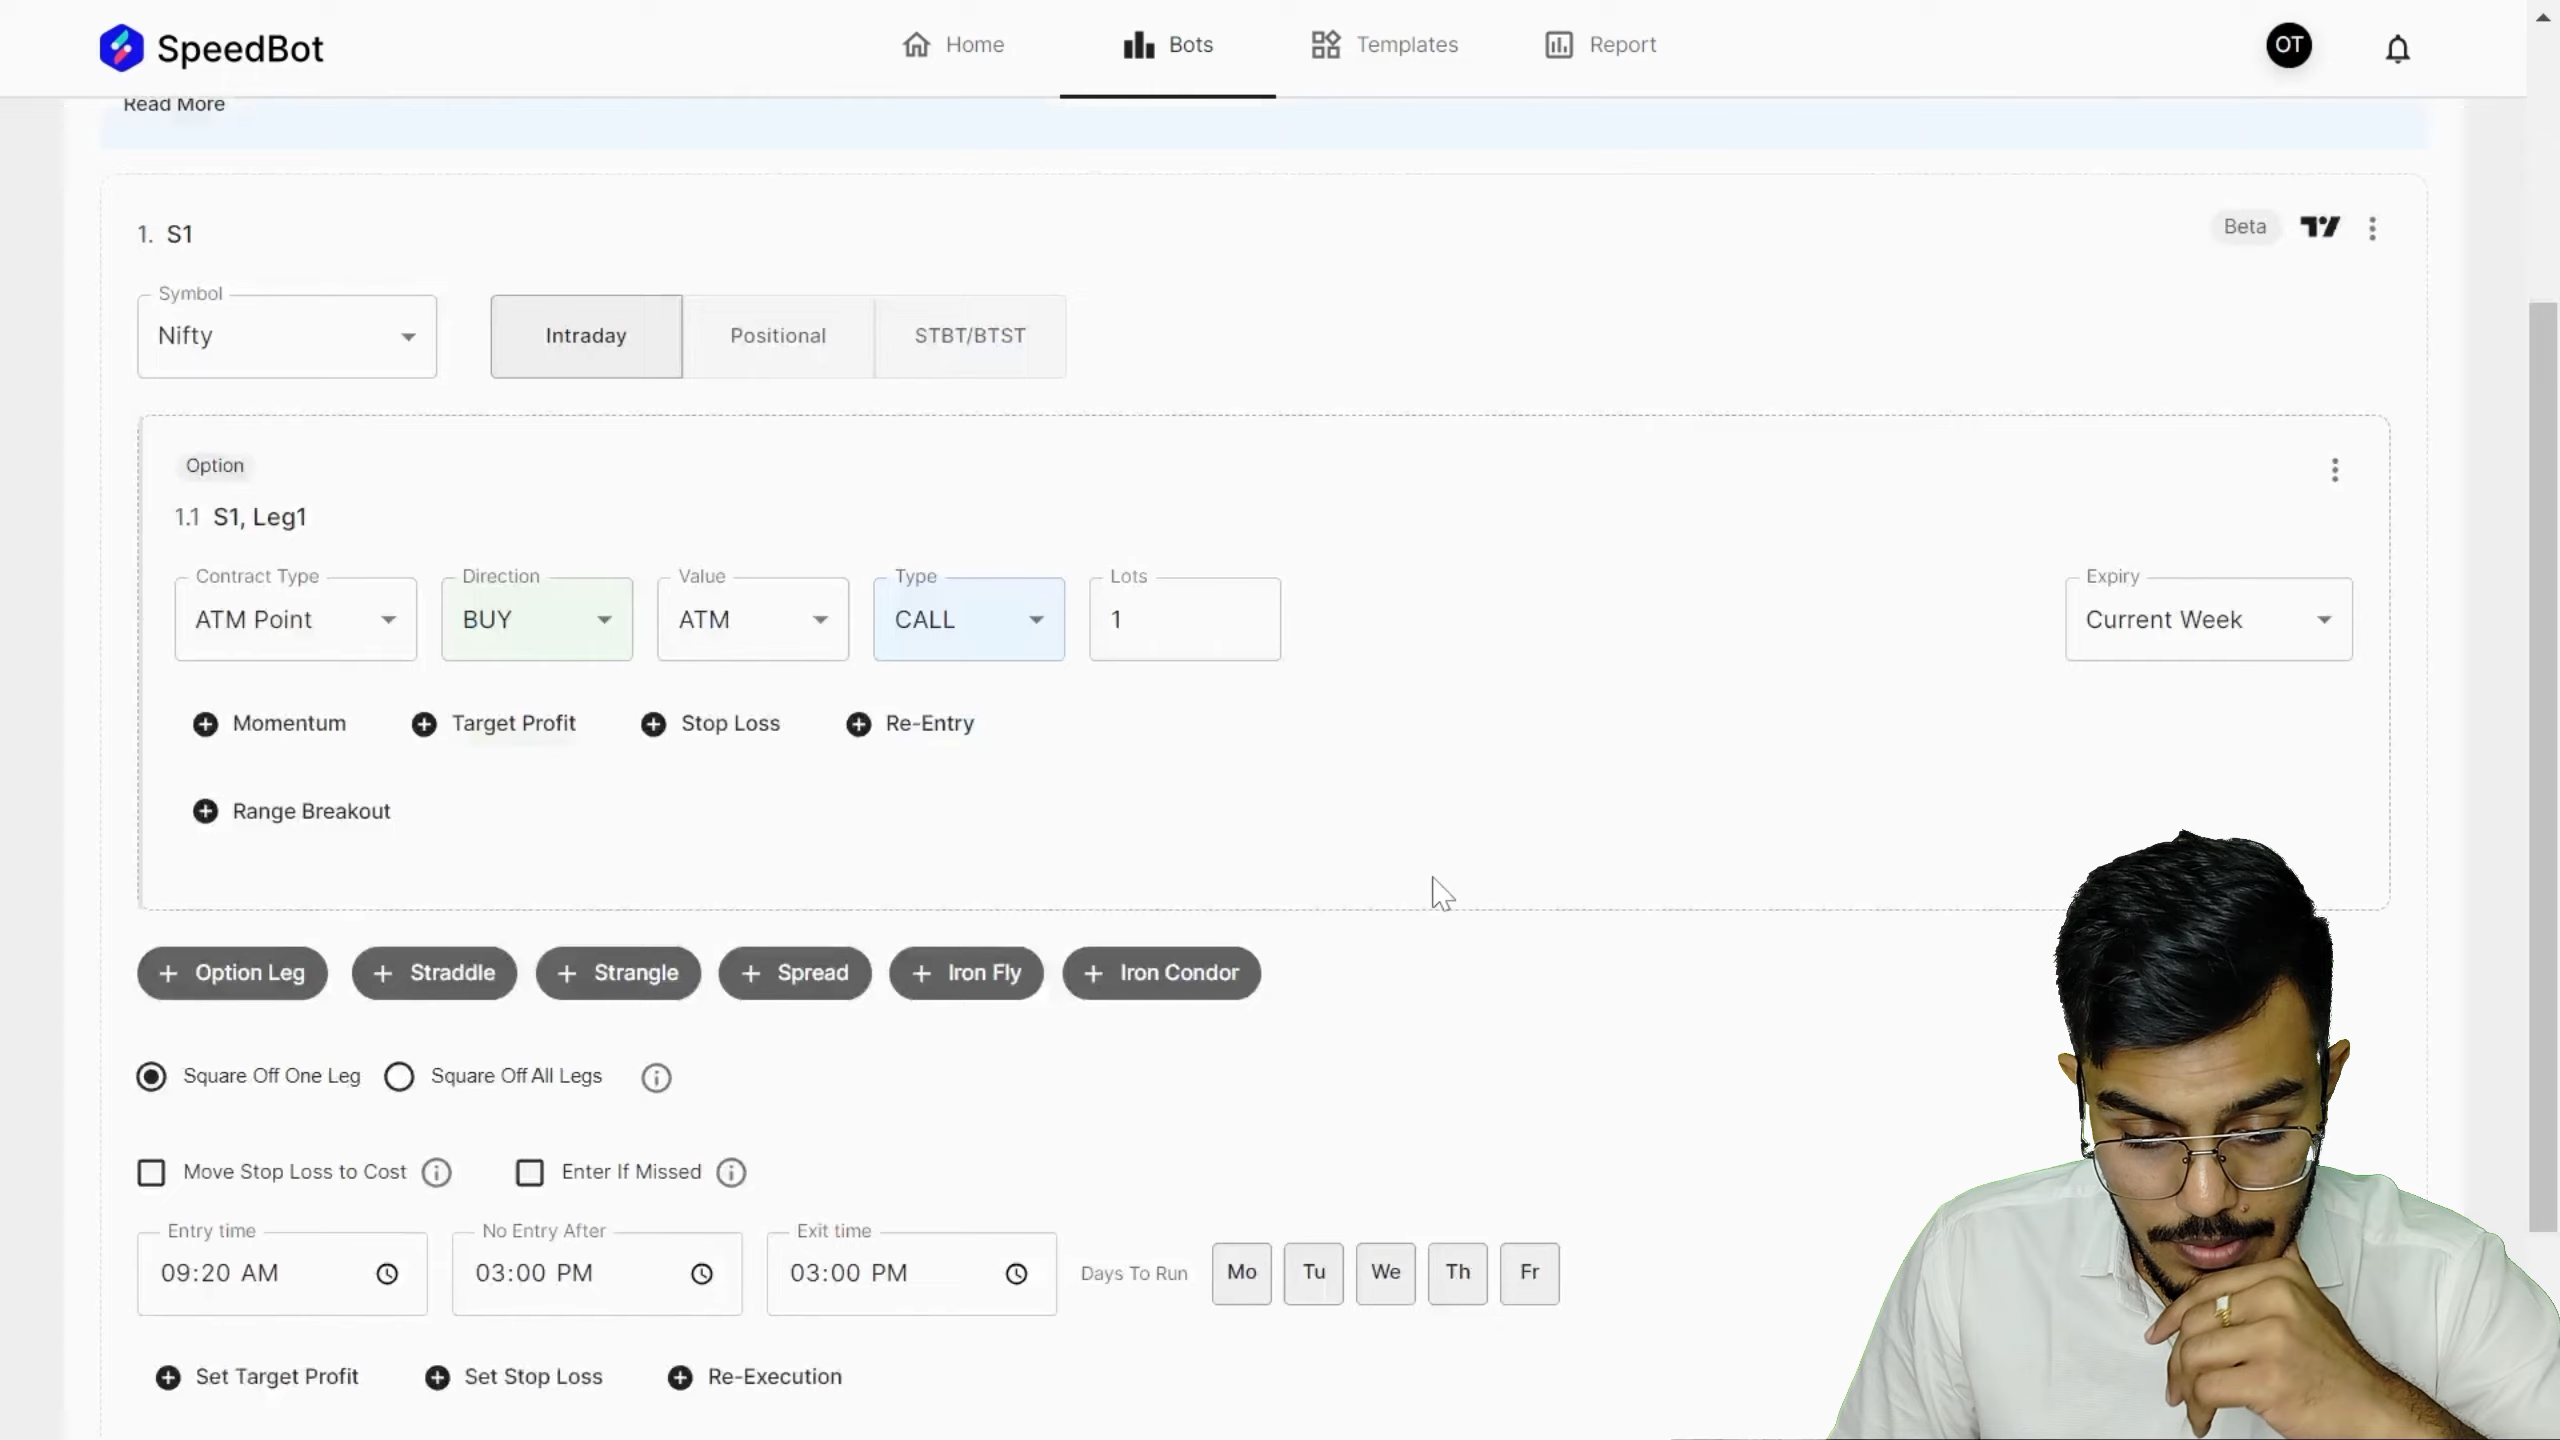 SpeedBot
Home
Bots
Templates
Report
OT
Read More
1. S1
Beta
Symbol
Nifty
Intraday
Positional
STBT/BTST
Option
1.1 S1, Leg1
Contract Type
ATM Point
Direction
BUY
Value
ATM
Type
CALL
Lots
1
Expiry
Current Week
Momentum
Target Profit
Stop Loss
Re-Entry
Range Breakout
+ Option Leg
+ Straddle
+ Strangle
+ Spread
+ Iron Fly
+ Iron Condor
Square Off One Leg
Square Off All Legs
Move Stop Loss to Cost
Enter If Missed
Entry time
09:20 AM
No Entry After
03:00 PM
Exit time
03:00 PM
Days To Run
Mo
Tu
We
Th
Fr
Set Target Profit
Set Stop Loss
Re-Execution